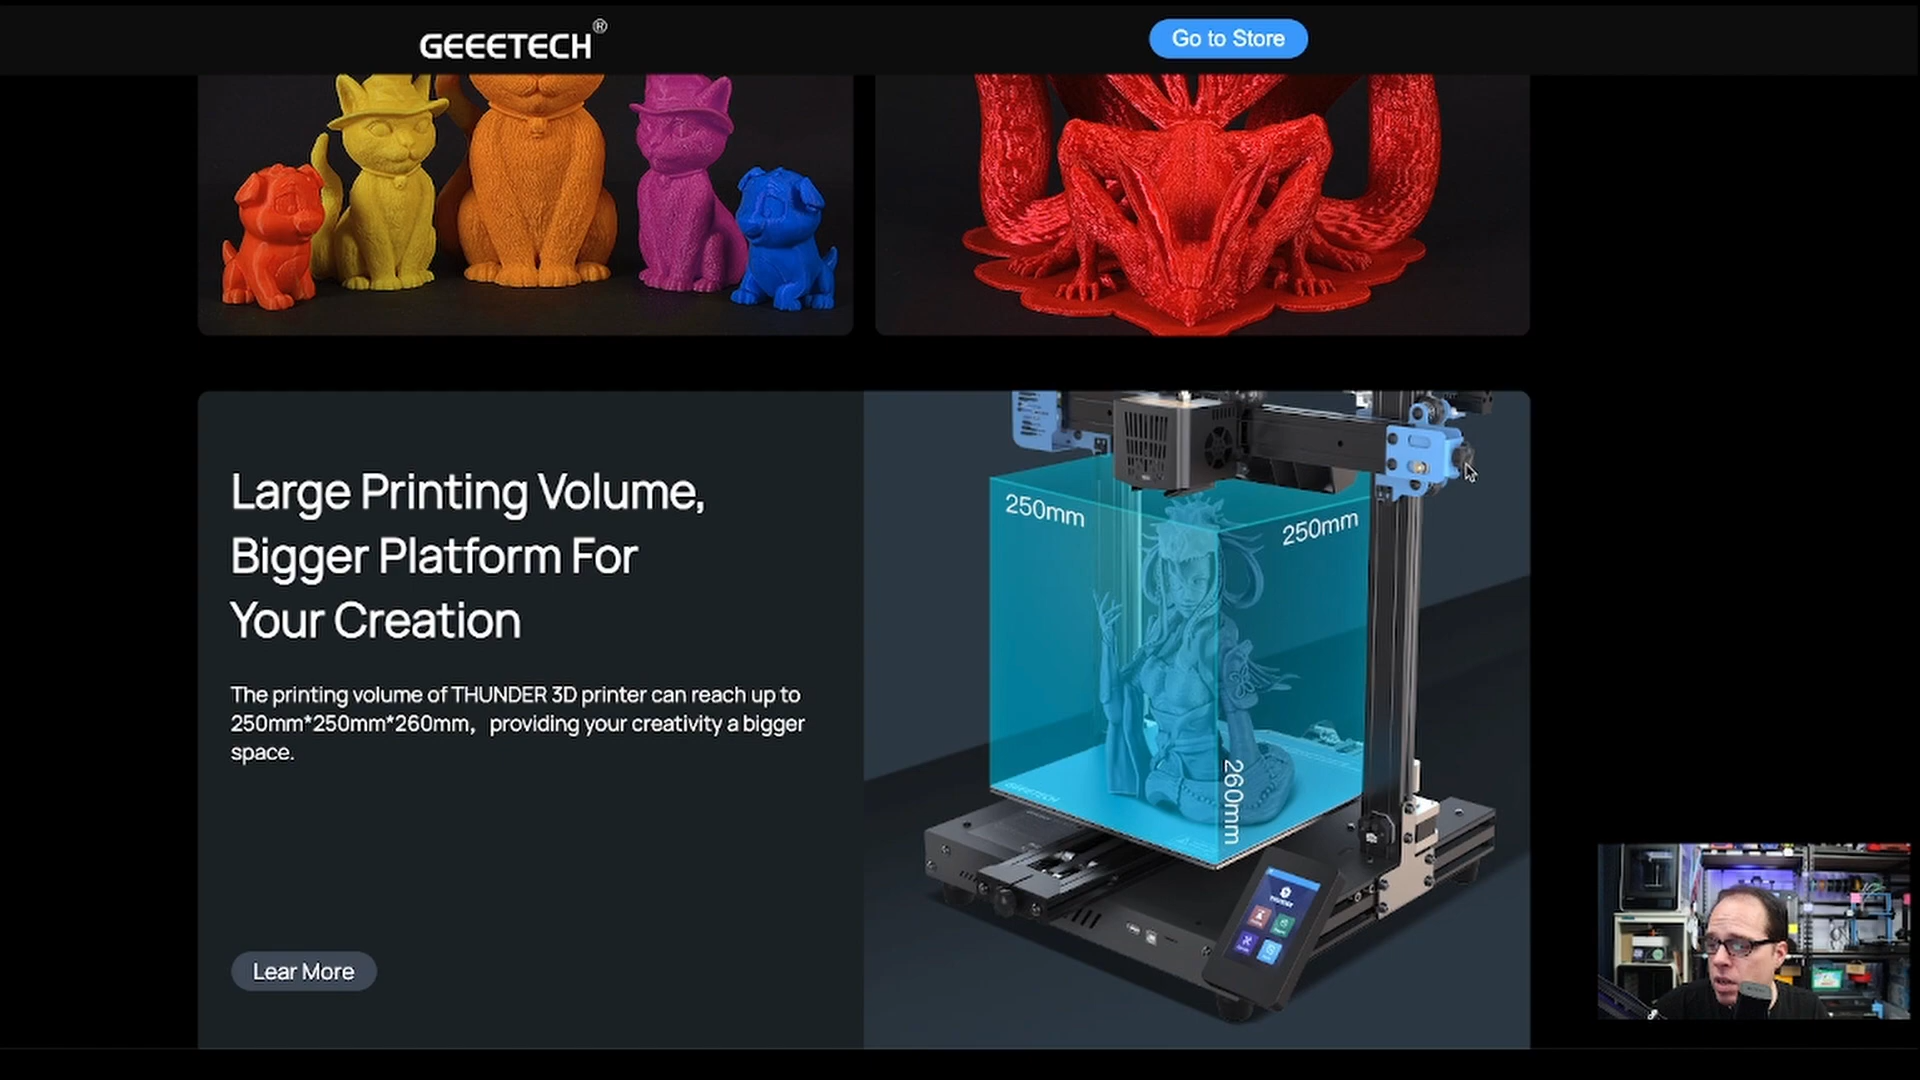 GEEETECH®
Go to Store
Large Printing Volume,
Bigger Platform For
Your Creation
The printing volume of THUNDER 3D printer can reach up to
250mm*250mm*260mm，providing your creativity a bigger
space.
Lear More
250mm
250mm
260mm
GEEETECH